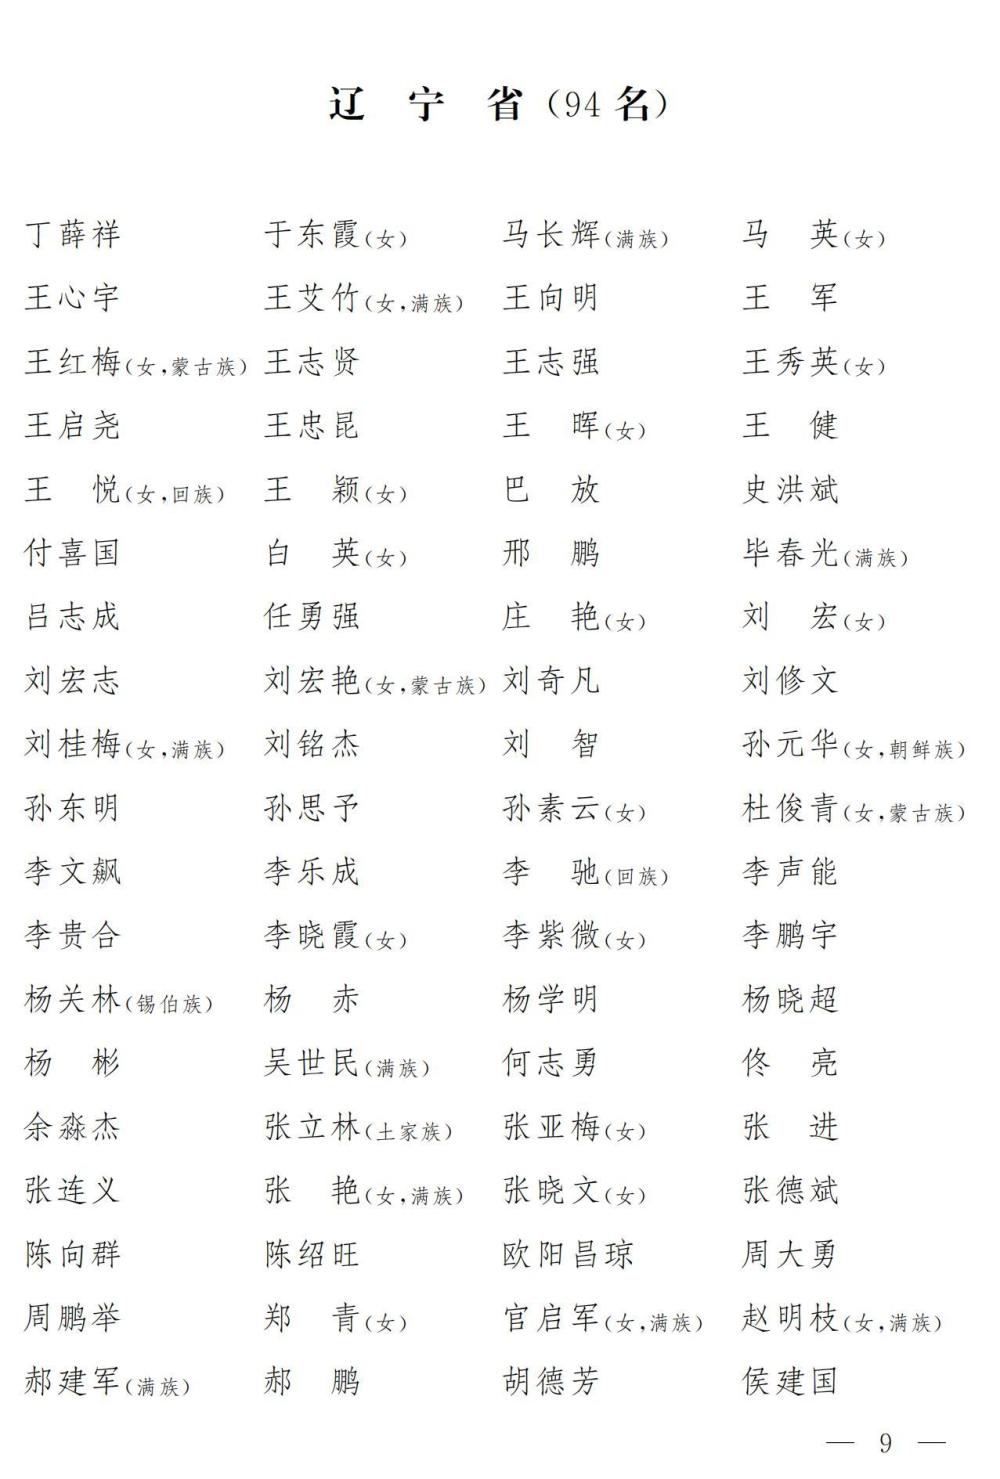 辽 宁 省(94 名)
丁薛祥 于东霞(女) 马长辉(满族) 马 英(女)
王心宇 王艾竹(女,满族) 王向明 王 军
王红梅(女,蒙古族) 王志贤 王志强 王秀英(女)
王启尧 王忠昆 王 晖(女) 王 健
王 悦(女,回族) 王 颖(女) 巴 放 史洪斌
付喜国 白 英(女) 邢 鹏 毕春光(满族)
吕志成 任勇强 庄 艳(女) 刘 宏(女)
刘宏志 刘宏艳(女,蒙古族) 刘奇凡 刘修文
刘桂梅(女,满族) 刘铭杰 刘 智 孙元华(女,朝鲜族)
孙东明 孙思予 孙素云(女) 杜俊青(女,蒙古族)
李文飙 李乐成 李 驰(回族) 李声能
李贵合 李晓霞(女) 李紫微(女) 李鹏宇
杨关林(锡伯族) 杨 赤 杨学明 杨晓超
杨 彬 吴世民(满族) 何志勇 佟 亮
余淼杰 张立林(土家族) 张亚梅(女) 张 进
张连义 张 艳(女,满族) 张晓文(女) 张德斌
陈向群 陈绍旺 欧阳昌琼 周大勇
周鹏举 郑 青(女) 官启军(女,满族) 赵明枝(女,满族)
郝建军(满族) 郝 鹏 胡德芳 侯建国
— 9 —